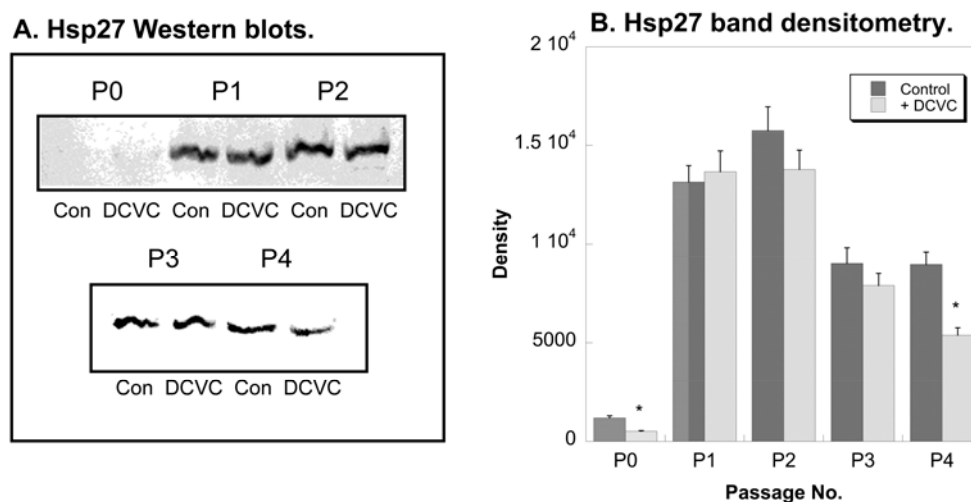 A. Hsp27 Western blots.
P0 P1 P2
Con DCVC Con DCVC Con DCVC
P3 P4
Con DCVC Con DCVC
B. Hsp27 band densitometry.
2 10⁴
1.5 10⁴
1 10⁴
5000
0
Density
Control
+ DCVC
*
*
P0 P1 P2 P3 P4
Passage No.